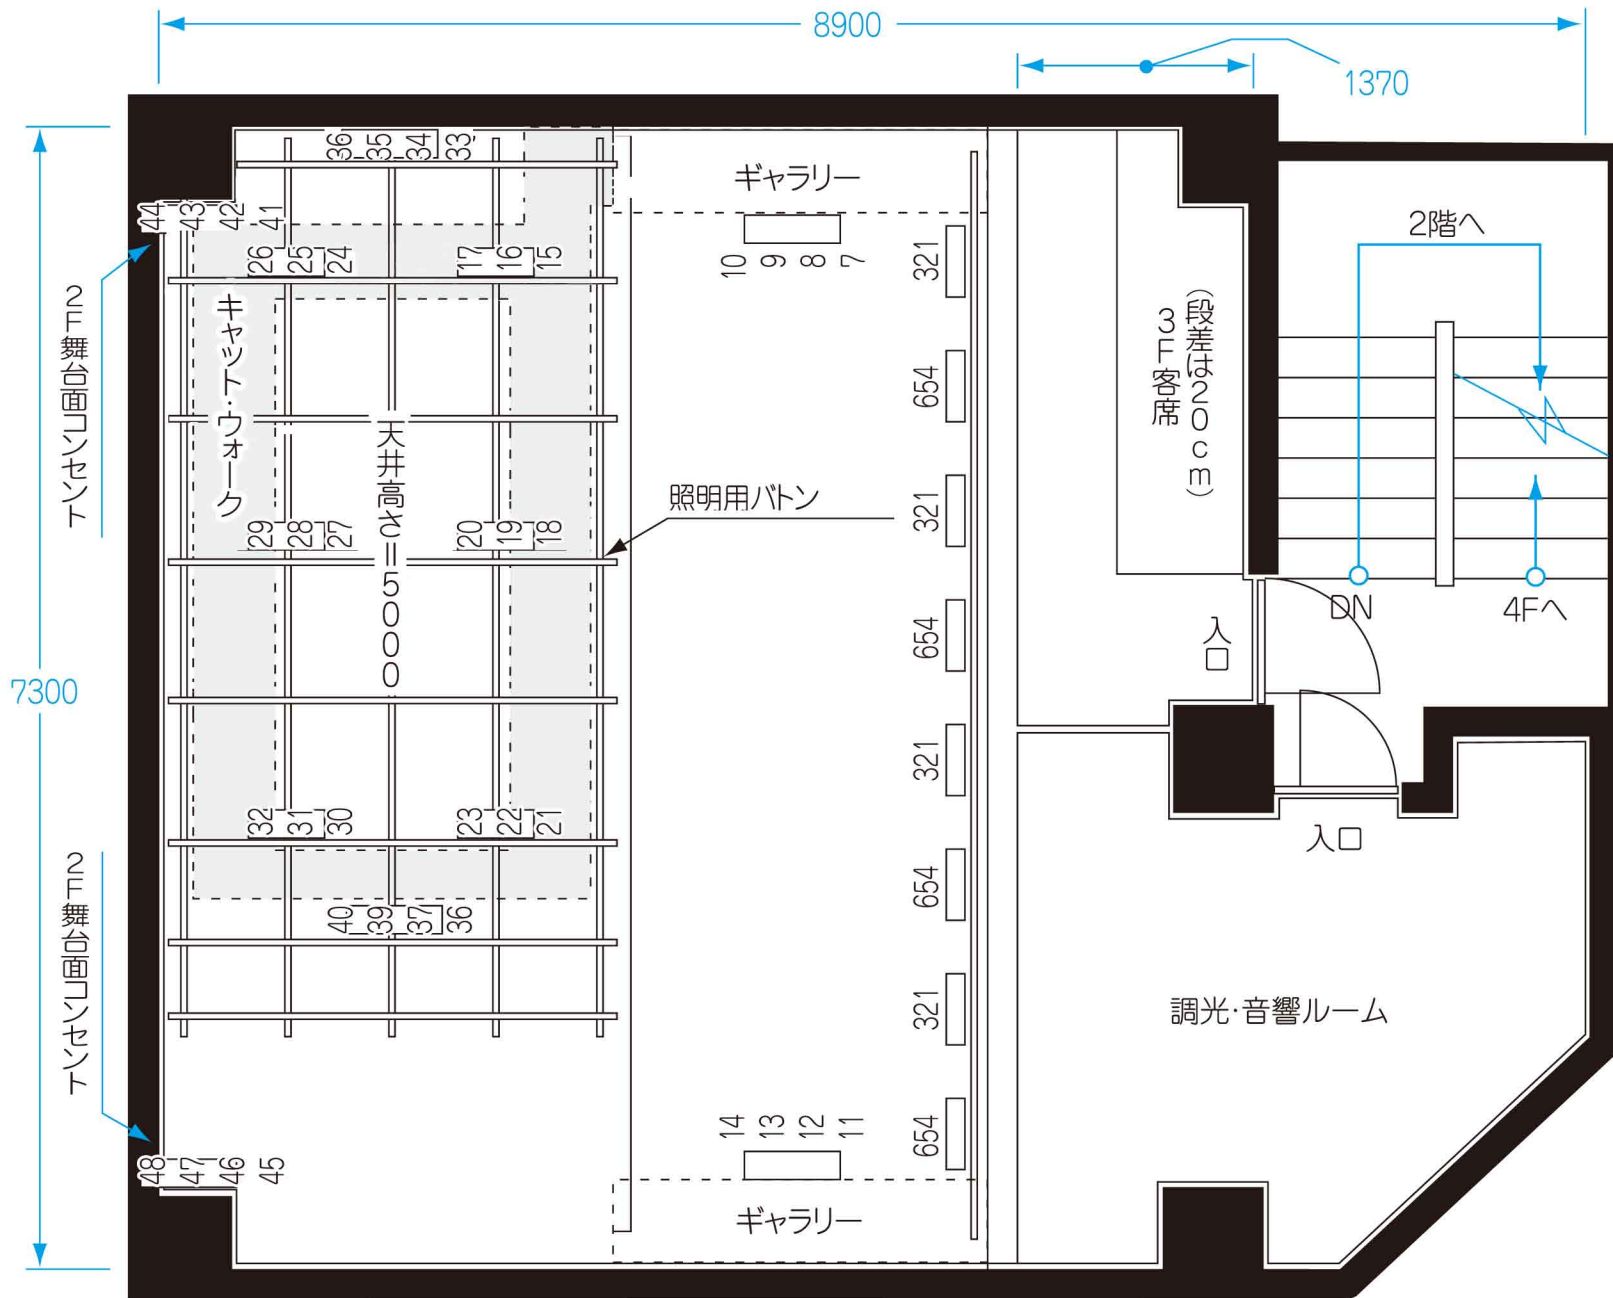 8900
1370
7300
36 35 34 33
ギャラリー
44 43 42 41
2階へ
26 25 24
17 16 15
10 9 8 7
321
2F舞台面コンセント
キャット・ウォーク
(段差は20cm)
3F客席
654
天井高さ=5000
照明用バトン
321
29 28 27
20 19 18
DN
4Fへ
654
入口
321
32 31 30
23 22 21
入口
2F舞台面コンセント
654
40 39 37 36
321
調光・音響ルーム
14 13 12 11
654
48 47 46 45
ギャラリー